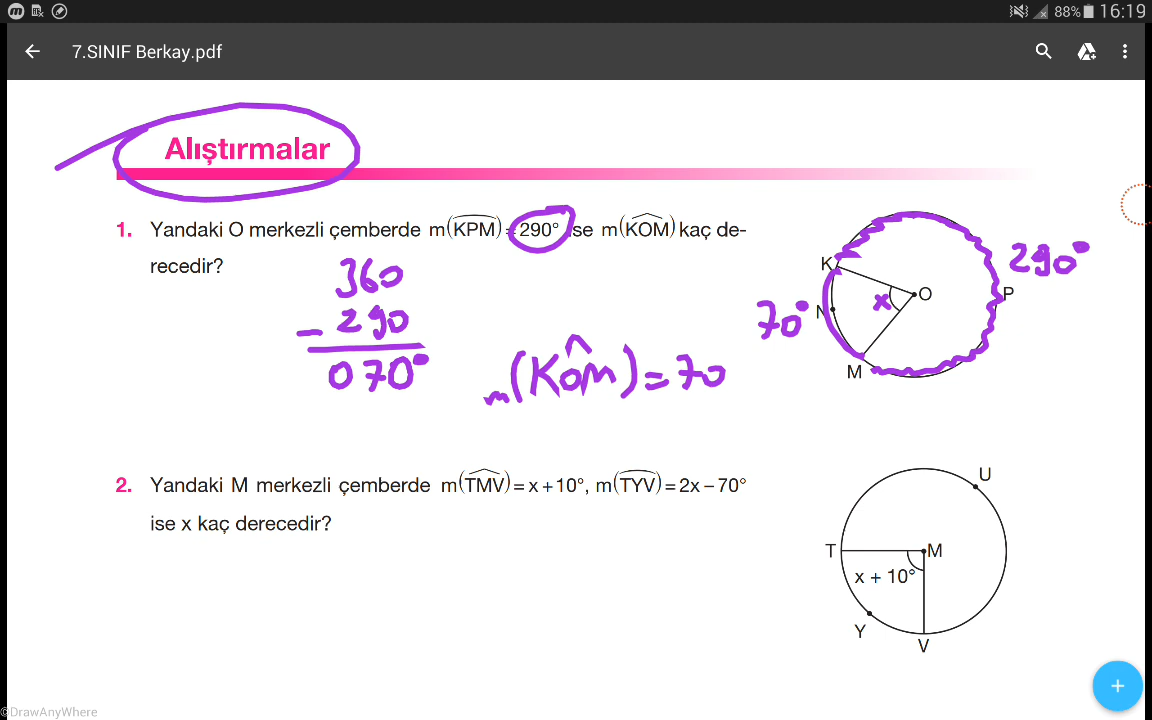 88% 16:19
7.SINIF Berkay.pdf
Alıştırmalar
1. Yandaki O merkezli çemberde m(KPM) = 290° ise m(KOM) kaç de-
recedir?
360
- 290
070°
m(KOM) = 70
K
O
x
290°
P
70°
N
M
2. Yandaki M merkezli çemberde m(TMV) = x + 10°, m(TYV) = 2x – 70°
ise x kaç derecedir?
U
T
M
x + 10°
Y
V
©DrawAnyWhere